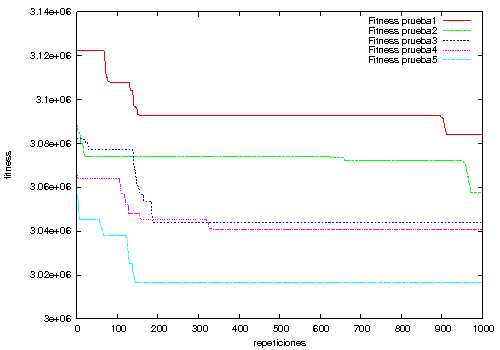 3.14e+06
3.12e+06
3.1e+06
3.08e+06
3.06e+06
3.04e+06
3.02e+06
3e+06
fitness
Fitness prueba1
Fitness prueba2
Fitness prueba3
Fitness prueba4
Fitness prueba5
0 100 200 300 400 500 600 700 800 900 1000
repeticiones